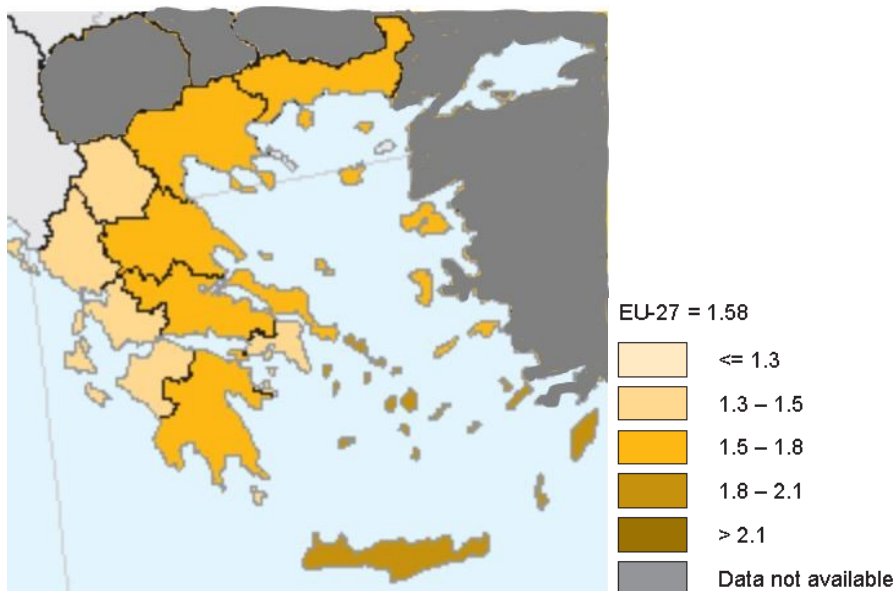 EU-27 = 1.58
<= 1.3
1.3 – 1.5
1.5 – 1.8
1.8 – 2.1
> 2.1
Data not available